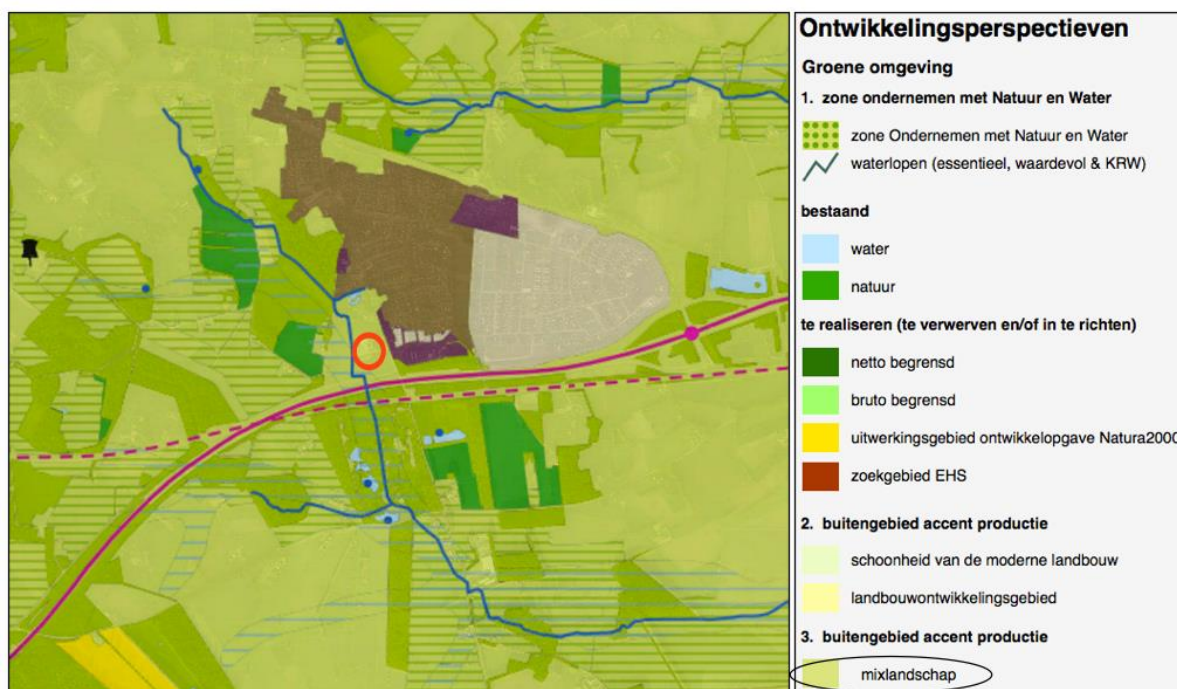 Ontwikkelingsperspectieven
Groene omgeving
1. zone ondernemen met Natuur en Water
zone Ondernemen met Natuur en Water
waterlopen (essentieel, waardevol & KRW)
bestaand
water
natuur
te realiseren (te verwerven en/of in te richten)
netto begrensd
bruto begrensd
uitwerkingsgebied ontwikkelopgave Natura2000
zoekgebied EHS
2. buitengebied accent productie
schoonheid van de moderne landbouw
landbouwontwikkelingsgebied
3. buitengebied accent productie
mixlandschap